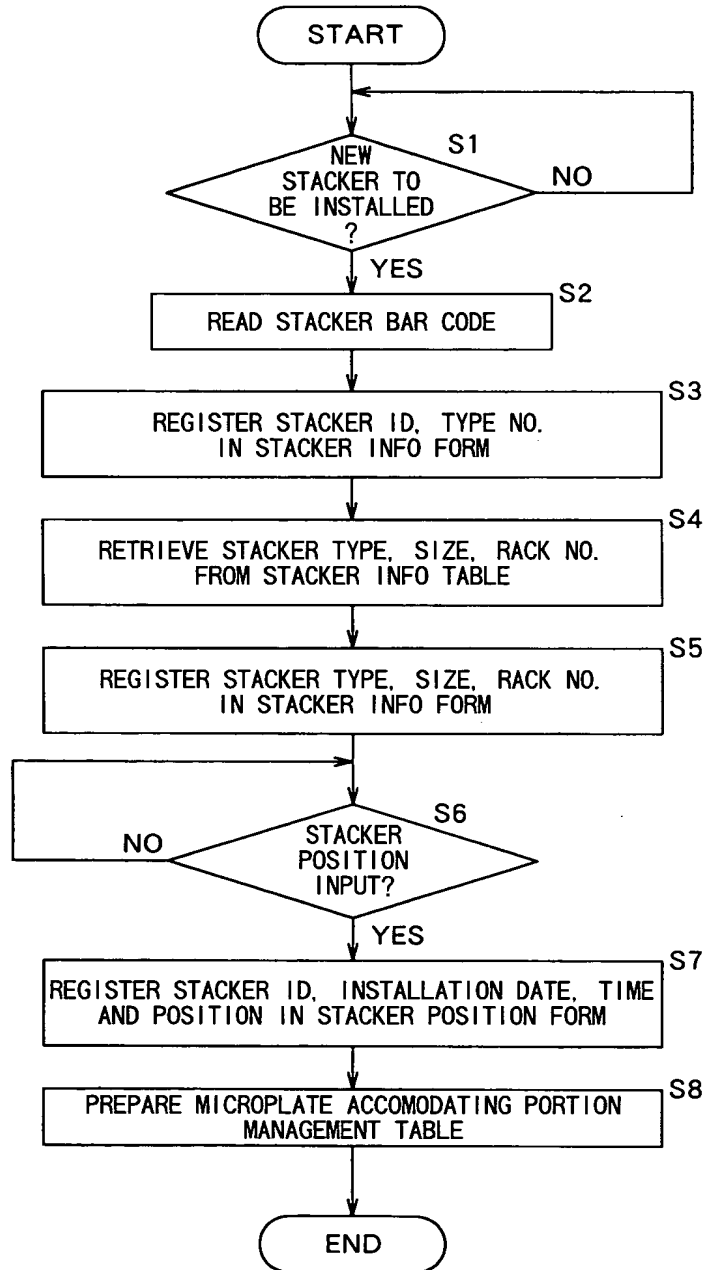 START
S1
NEW
STACKER TO
BE INSTALLED
?
NO
YES
S2
READ STACKER BAR CODE
S3
REGISTER STACKER ID, TYPE NO.
IN STACKER INFO FORM
S4
RETRIEVE STACKER TYPE, SIZE, RACK NO.
FROM STACKER INFO TABLE
S5
REGISTER STACKER TYPE, SIZE, RACK NO.
IN STACKER INFO FORM
S6
NO
STACKER
POSITION
INPUT?
YES
S7
REGISTER STACKER ID, INSTALLATION DATE, TIME
AND POSITION IN STACKER POSITION FORM
S8
PREPARE MICROPLATE ACCOMODATING PORTION
MANAGEMENT TABLE
END